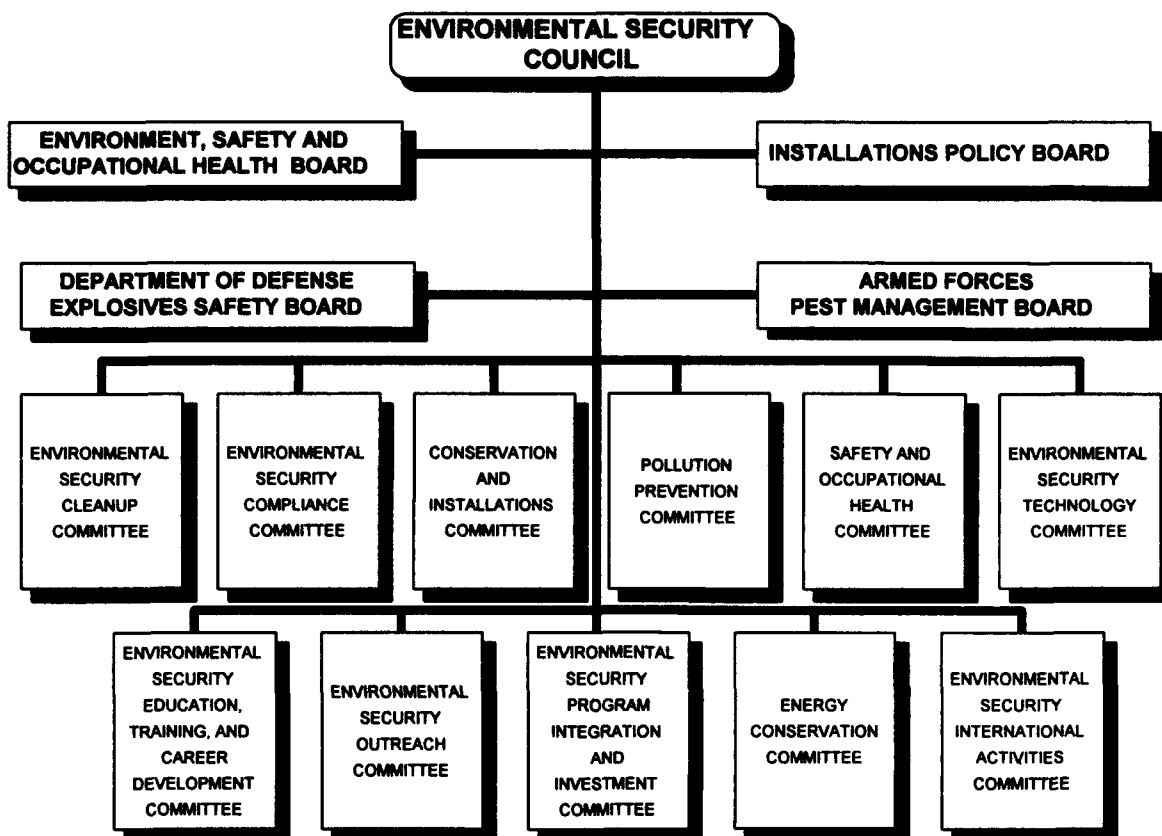 ENVIRONMENTAL SECURITY
COUNCIL
ENVIRONMENT, SAFETY AND
OCCUPATIONAL HEALTH BOARD
INSTALLATIONS POLICY BOARD
DEPARTMENT OF DEFENSE
EXPLOSIVES SAFETY BOARD
ARMED FORCES
PEST MANAGEMENT BOARD
ENVIRONMENTAL
SECURITY
CLEANUP
COMMITTEE
ENVIRONMENTAL
SECURITY
COMPLIANCE
COMMITTEE
CONSERVATION
AND
INSTALLATIONS
COMMITTEE
POLLUTION
PREVENTION
COMMITTEE
SAFETY AND
OCCUPATIONAL
HEALTH
COMMITTEE
ENVIRONMENTAL
SECURITY
TECHNOLOGY
COMMITTEE
ENVIRONMENTAL
SECURITY
EDUCATION,
TRAINING, AND
CAREER
DEVELOPMENT
COMMITTEE
ENVIRONMENTAL
SECURITY
OUTREACH
COMMITTEE
ENVIRONMENTAL
SECURITY
PROGRAM
INTEGRATION
AND
INVESTMENT
COMMITTEE
ENERGY
CONSERVATION
COMMITTEE
ENVIRONMENTAL
SECURITY
INTERNATIONAL
ACTIVITIES
COMMITTEE